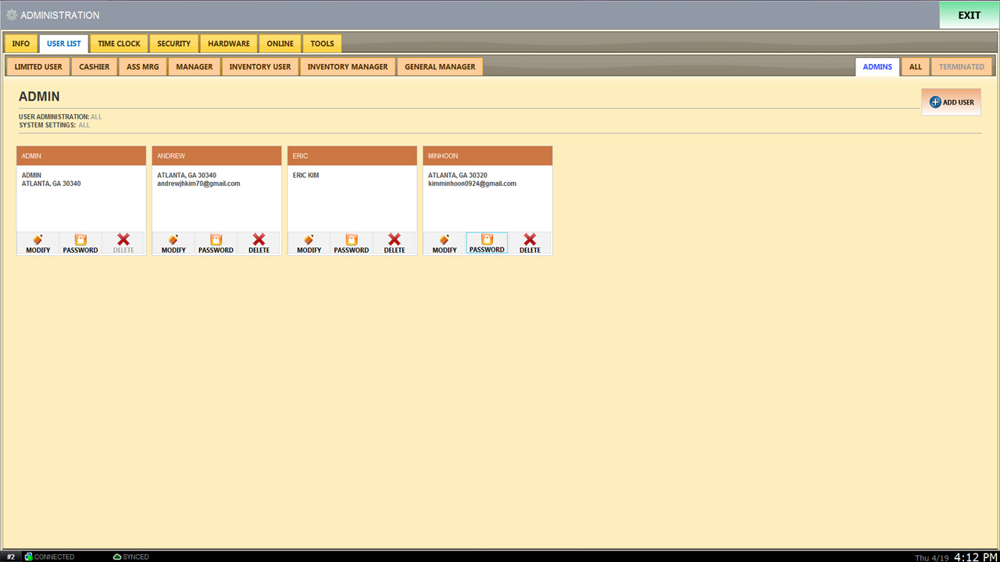 ADMINISTRATION
EXIT
INFO USER LIST TIME CLOCK SECURITY HARDWARE ONLINE TOOLS
LIMITED USER CASHIER ASS MRG MANAGER INVENTORY USER INVENTORY MANAGER GENERAL MANAGER ADMINS ALL TERMINATED
ADMIN
ADD USER
USER ADMINISTRATION: ALL
SYSTEM SETTINGS: ALL
ADMIN
ADMIN
ATLANTA, GA 30340
MODIFY PASSWORD DELETE
ANDREW
ATLANTA, GA 30340
andrewjhkim70@gmail.com
MODIFY PASSWORD DELETE
ERIC
ERIC KIM
MODIFY PASSWORD DELETE
MINHOON
ATLANTA, GA 30320
kimminhoon0924@gmail.com
MODIFY PASSWORD DELETE
#2 CONNECTED SYNCED Thu 4/19 4:12 PM